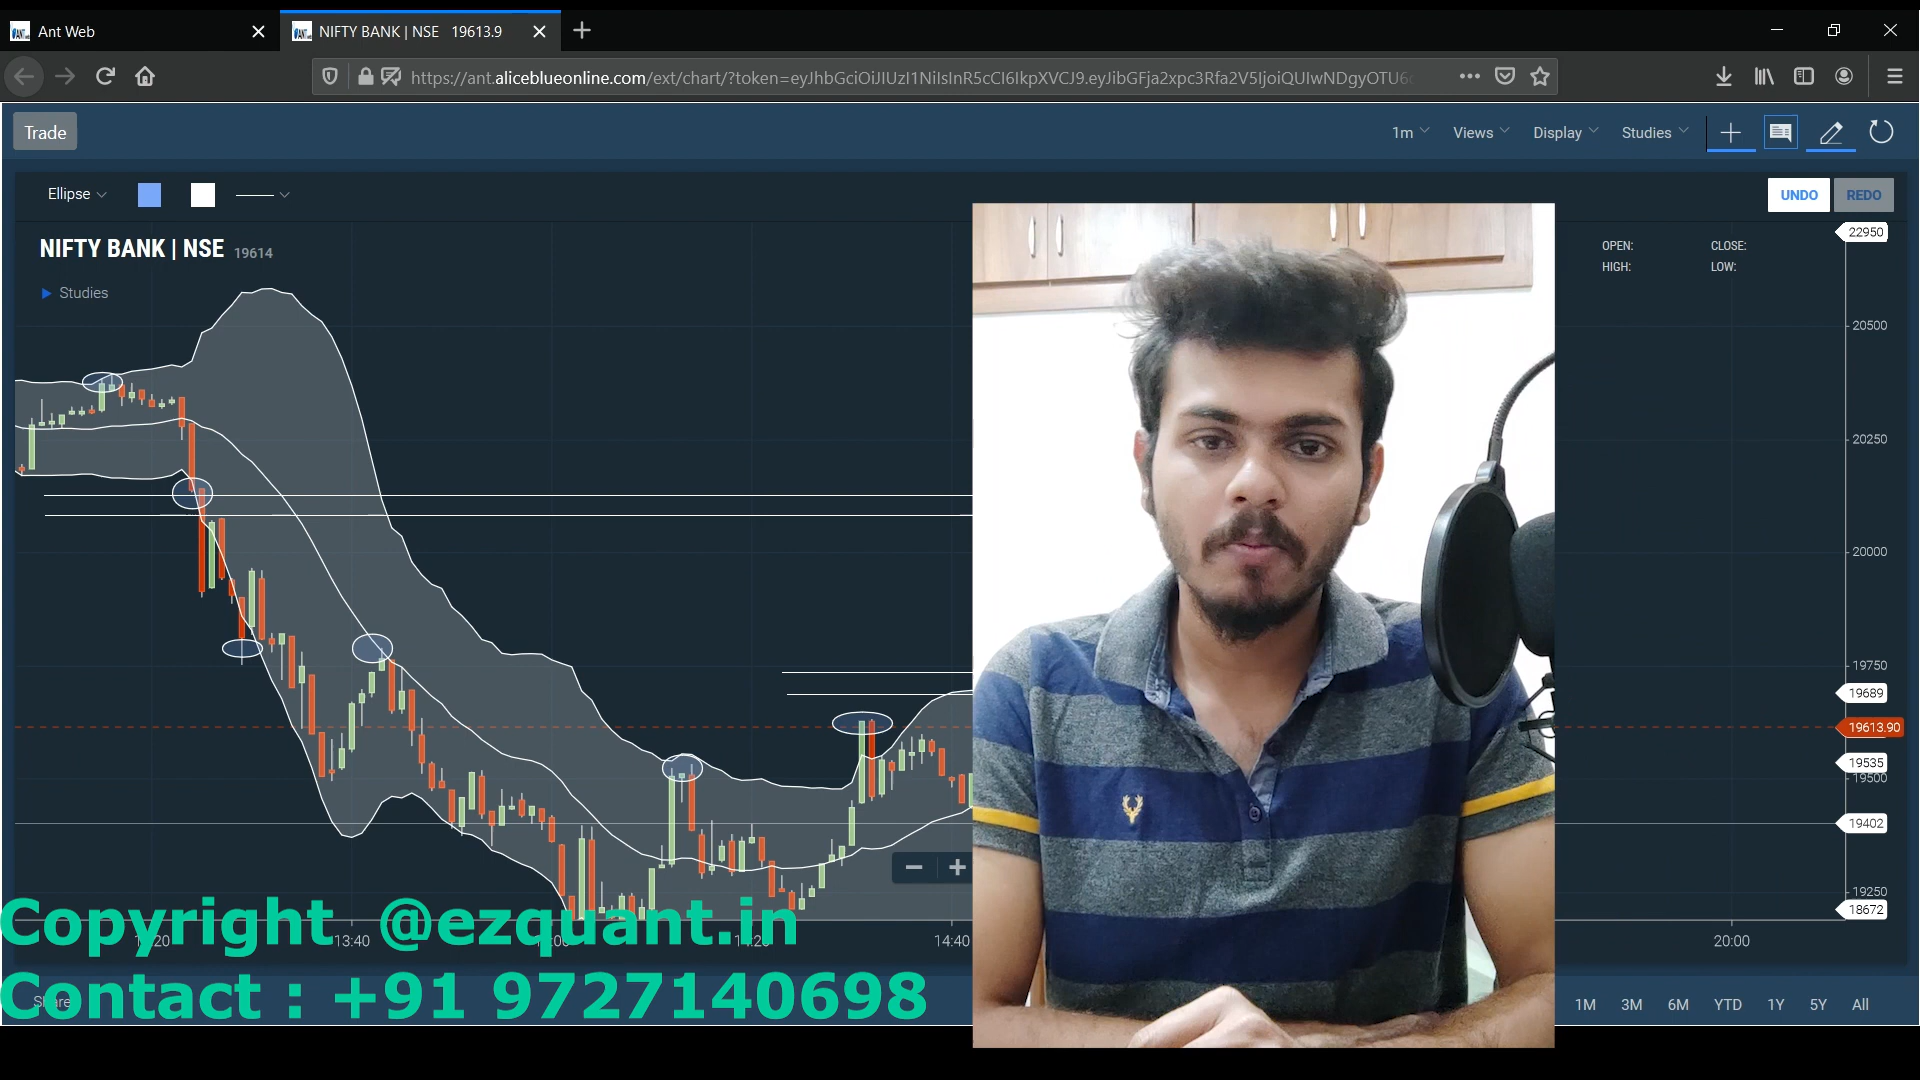 Ant Web
NIFTY BANK | NSE 19613.9
https://ant.aliceblueonline.com/ext/chart/?token=eyJhbGciOiJIUzI1NiIsInR5cCI6IkpXVCJ9.eyJibGFja2xpc3Rfa2V5IjoiQUIwNDgyOTU6
Trade
1m Views Display Studies
Ellipse
UNDO REDO
NIFTY BANK | NSE 19614
OPEN: CLOSE:
HIGH: LOW:
Studies
22950
20500
20250
20000
19750
19689
19613.90
19535
19500
19402
19250
18672
13:40 14:40 20:00
Copyright @ezquant.in
Contact : +91 9727140698
Share
1M 3M 6M YTD 1Y 5Y All